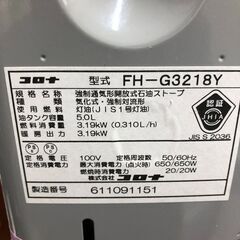 コロナ 型式 FH-G3218Y
規格名称 強制通気形開放式石油ストーブ
種類 気化式・強制対流形
使用燃料 灯油(JIS1号灯油)
油タンク容量 5.0L
燃料消費量 3.19kW (0.310L/h)
暖房出力 3.19kW
認証
JHIA
JIS S 2036
定格電圧 100V 定格周波数 50/60Hz
最大消費電力(点火時) 650/650W
燃焼時消費電力 20/20W
株式会社コロナ
製造番号 611091151